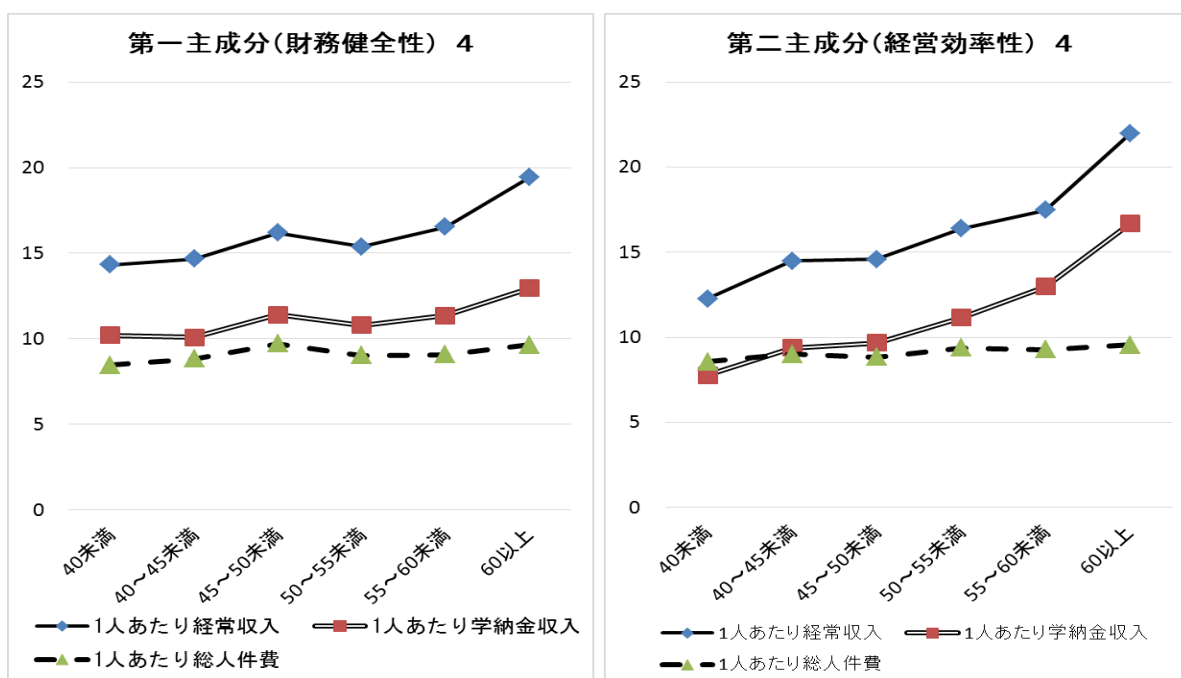 第一主成分(財務健全性) 4
25
20
15
10
5
0
40未満
40～45未満
45～50未満
50～55未満
55～60未満
60以上
1人あたり経常収入
1人あたり学納金収入
1人あたり総人件費
第二主成分(経営効率性) 4
25
20
15
10
5
0
40未満
40～45未満
45～50未満
50～55未満
55～60未満
60以上
1人あたり経常収入
1人あたり学納金収入
1人あたり総人件費